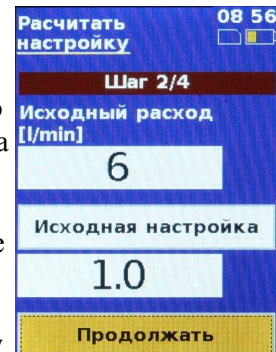 Расчитать
настройку
08 56
Шаг 2/4
Исходный расход
[l/min]
6
Исходная настройка
1.0
Продолжать